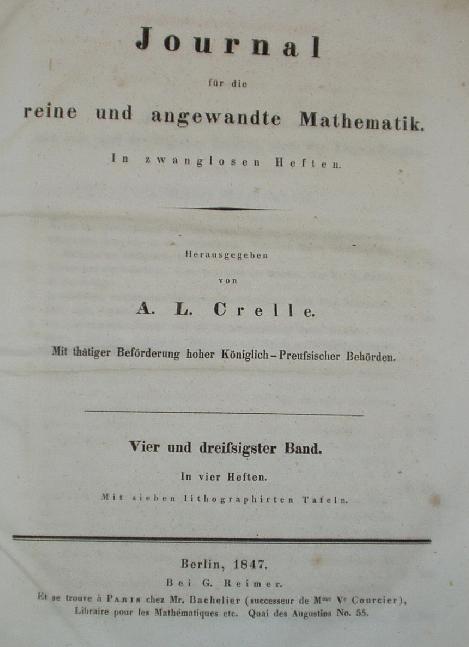 Journal
für die
reine und angewandte Mathematik.
In zwanglosen Heften.
Herausgegeben
von
A. L. Crelle.
Mit thätiger Beförderung hoher Königlich-Preufsischer Behörden.
Vier und dreifsigster Band.
In vier Heften.
Mit sieben lithographirten Tafeln.
Berlin, 1847.
Bei G. Reimer.
Et se trouve à PARIS chez Mr. Bachelier (successeur de Mme Ve Courcier),
Libraire pour les Mathématiques etc. Quai des Augustins No. 55.